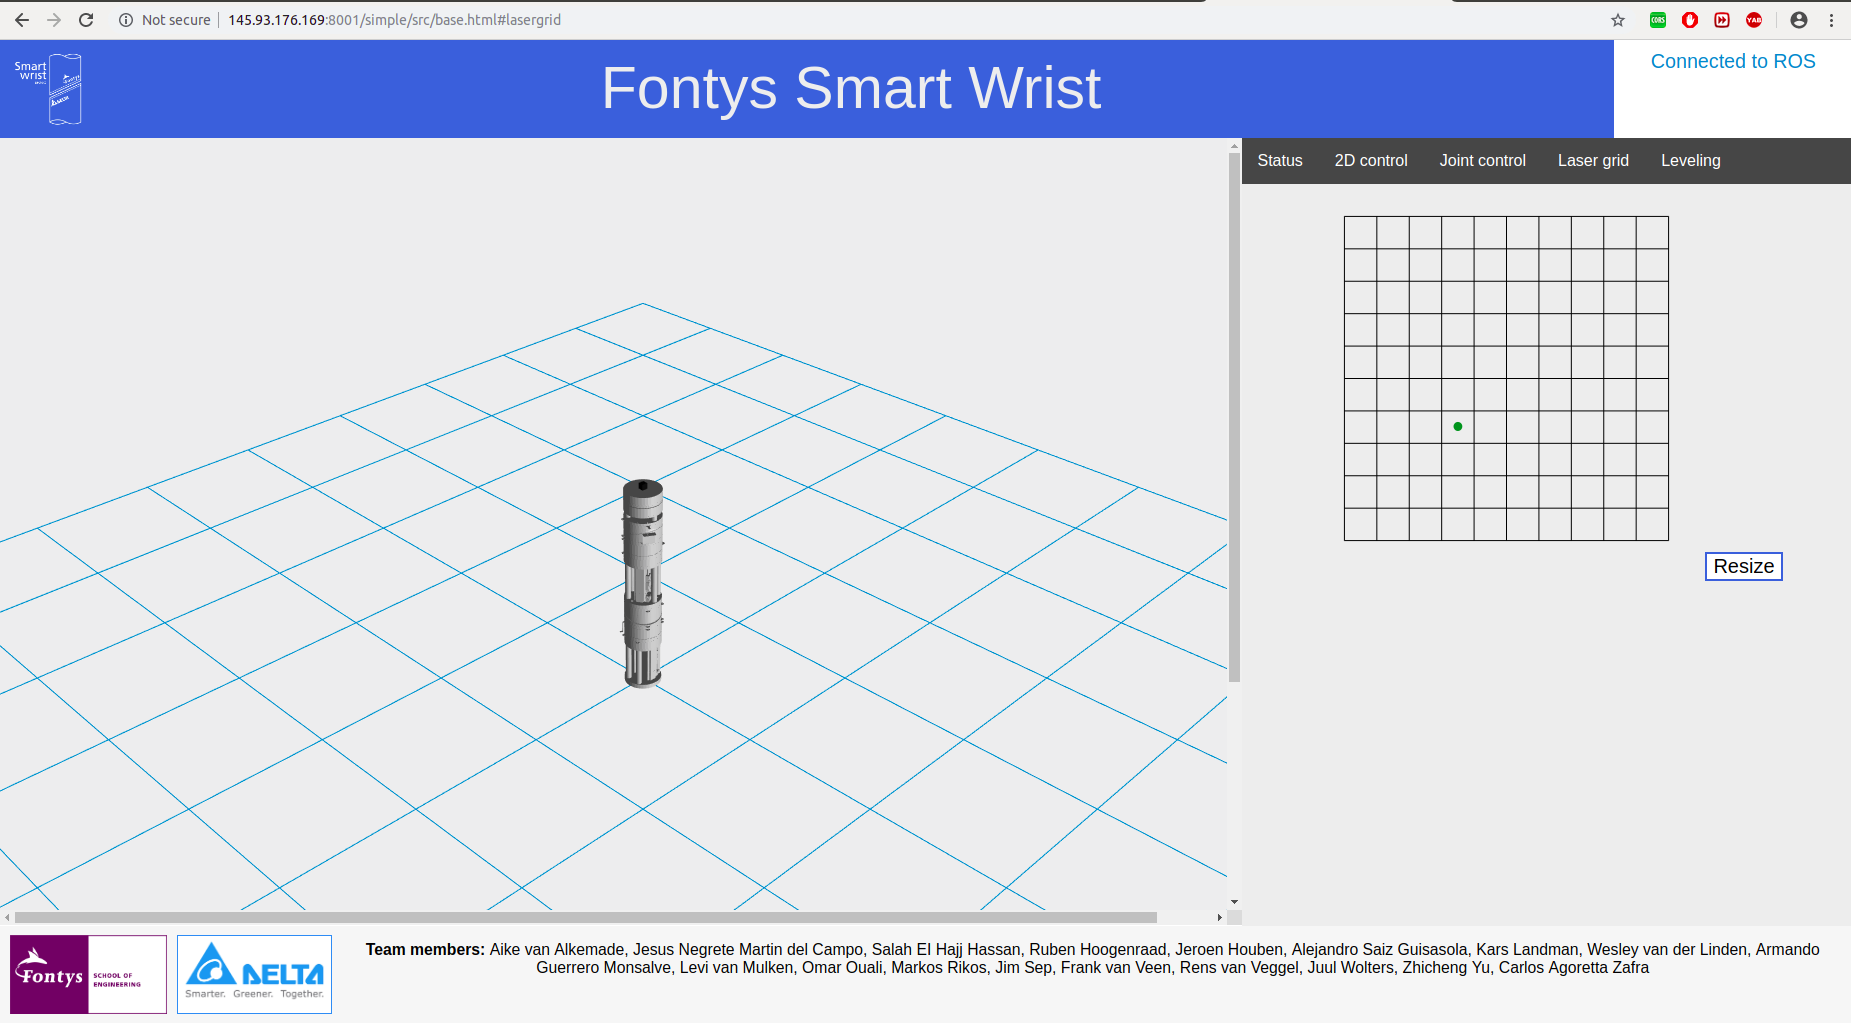 Not secure | 145.93.176.169:8001/simple/src/base.html#lasergrid
CORS
YAB
Smart
wrist
Fontys Smart Wrist
Connected to ROS
Status 2D control Joint control Laser grid Leveling
Resize
Fontys SCHOOL OF
ENGINEERING
DELTA
Smarter. Greener. Together.
Team members: Aike van Alkemade, Jesus Negrete Martin del Campo, Salah El Hajj Hassan, Ruben Hoogenraad, Jeroen Houben, Alejandro Saiz Guisasola, Kars Landman, Wesley van der Linden, Armando
Guerrero Monsalve, Levi van Mulken, Omar Ouali, Markos Rikos, Jim Sep, Frank van Veen, Rens van Veggel, Juul Wolters, Zhicheng Yu, Carlos Agoretta Zafra